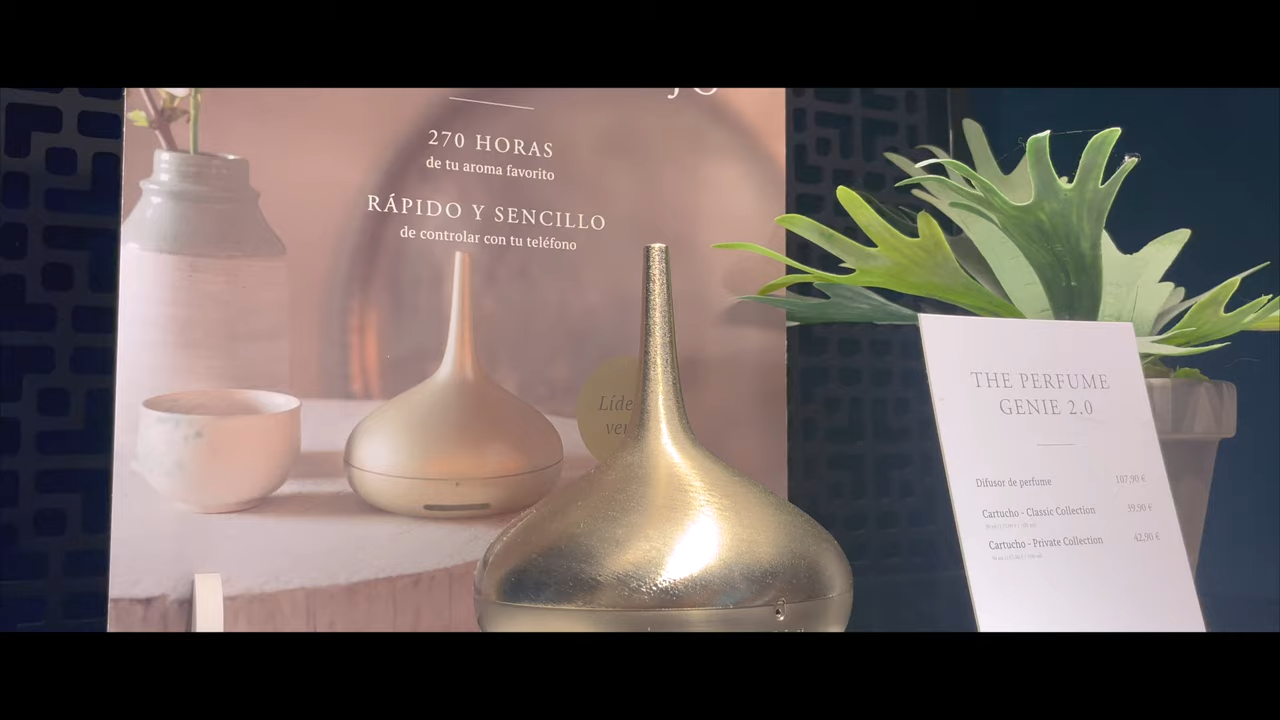 270 HORAS
de tu aroma favorito
RÁPIDO Y SENCILLO
de controlar con tu teléfono
THE PERFUME
GENIE 2.0
Difusor de perfume 107,90 €
Cartucho - Classic Collection 39,90 €
Cartucho - Private Collection 42,90 €